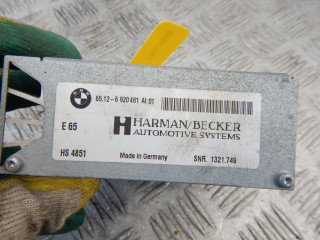 65.12-6 920 461 AI:01
E 65
HARMAN/BECKER
AUTOMOTIVE SYSTEMS
HS 4851
Made in Germany
SNR. 1321.749